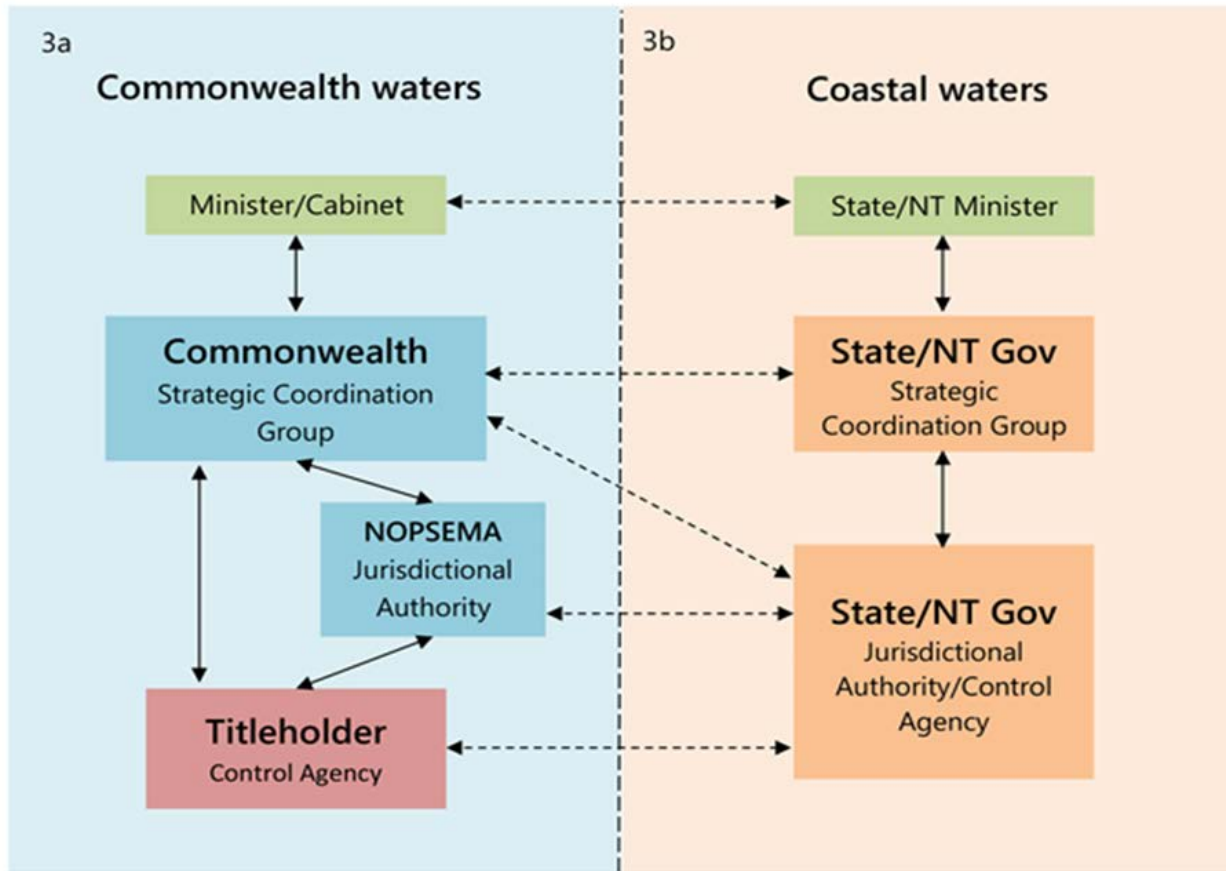 3a
Commonwealth waters
Minister/Cabinet
Commonwealth
Strategic Coordination
Group
NOPSEMA
Jurisdictional
Authority
Titleholder
Control Agency
3b
Coastal waters
State/NT Minister
State/NT Gov
Strategic
Coordination Group
State/NT Gov
Jurisdictional
Authority/Control
Agency